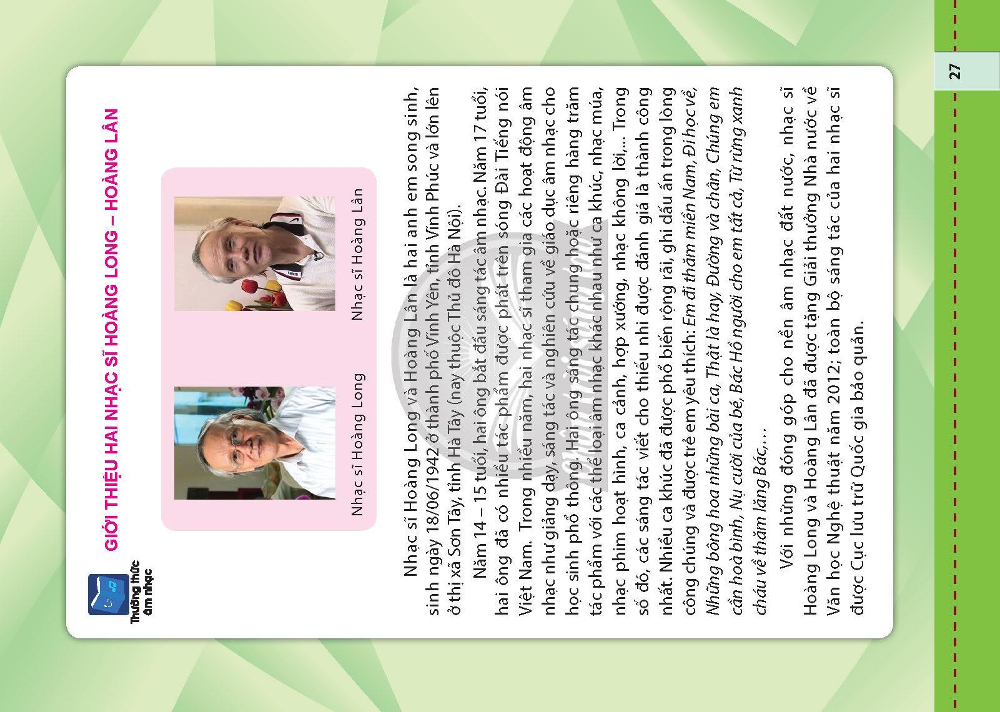 Thưởng thức
âm nhạc
GIỚI THIỆU HAI NHẠC SĨ HOÀNG LONG – HOÀNG LÂN
NIKE
Nhạc sĩ Hoàng Long
Nhạc sĩ Hoàng Lân
Nhạc sĩ Hoàng Long và Hoàng Lân là hai anh em song sinh,
sinh ngày 18/06/1942 ở thành phố Vĩnh Yên, tỉnh Vĩnh Phúc và lớn lên
ở thị xã Sơn Tây, tỉnh Hà Tây (nay thuộc Thủ đô Hà Nội).
Năm 14 – 15 tuổi, hai ông bắt đầu sáng tác âm nhạc. Năm 17 tuổi,
hai ông đã có nhiều tác phẩm được phát trên sóng Đài Tiếng nói
Việt Nam. Trong nhiều năm, hai nhạc sĩ tham gia các hoạt động âm
nhạc như giảng dạy, sáng tác và nghiên cứu về giáo dục âm nhạc cho
học sinh phổ thông. Hai ông sáng tác chung hoặc riêng hàng trăm
tác phẩm với các thể loại âm nhạc khác nhau như ca khúc, nhạc múa,
nhạc phim hoạt hình, ca cảnh, hợp xướng, nhạc không lời,... Trong
số đó, các sáng tác viết cho thiếu nhi được đánh giá là thành công
nhất. Nhiều ca khúc đã được phổ biến rộng rãi, ghi dấu ấn trong lòng
công chúng và được trẻ em yêu thích: Em đi thăm miền Nam, Đi học về,
Những bông hoa những bài ca, Thật là hay, Đường và chân, Chúng em
cần hoà bình, Nụ cười của bé, Bác Hồ người cho em tất cả, Từ rừng xanh
cháu về thăm lăng Bác,…
Với những đóng góp cho nền âm nhạc đất nước, nhạc sĩ
Hoàng Long và Hoàng Lân đã được tặng Giải thưởng Nhà nước về
Văn học Nghệ thuật năm 2012; toàn bộ sáng tác của hai nhạc sĩ
được Cục lưu trữ Quốc gia bảo quản.
chân trời sáng tạo
27